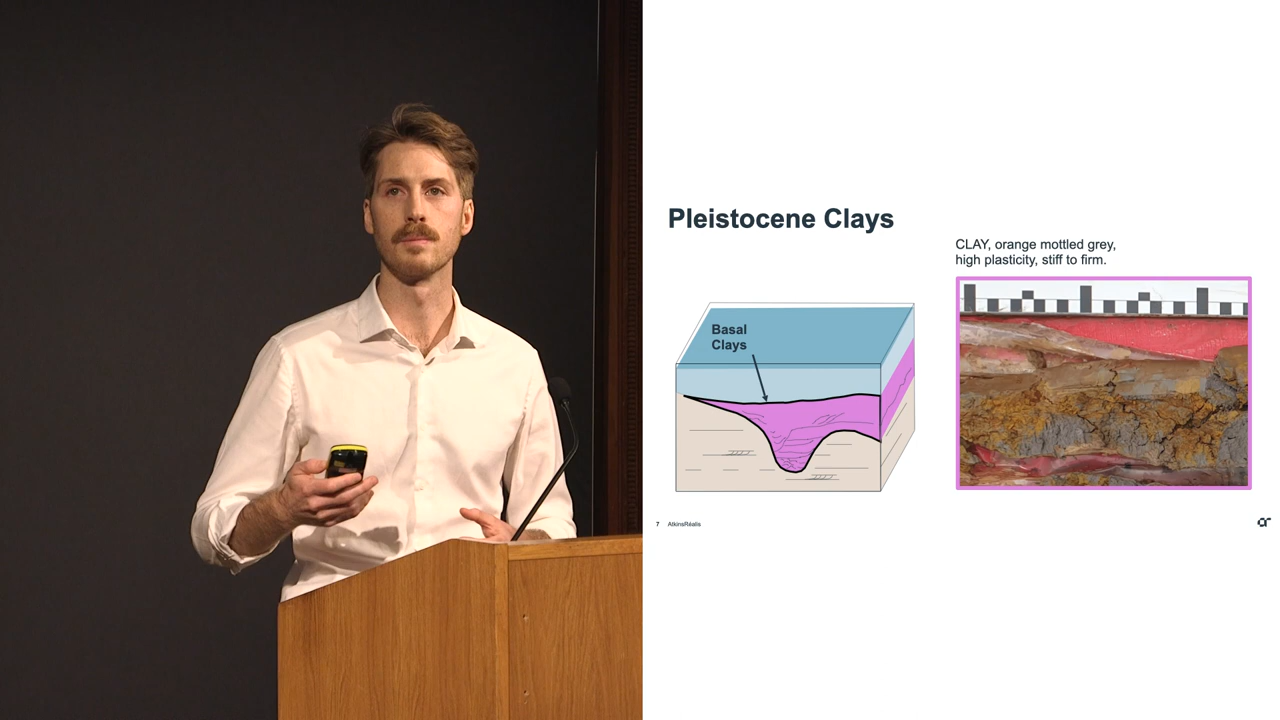 Pleistocene Clays
CLAY, orange mottled grey,
high plasticity, stiff to firm.
Basal
Clays
7 AtkinsRéalis